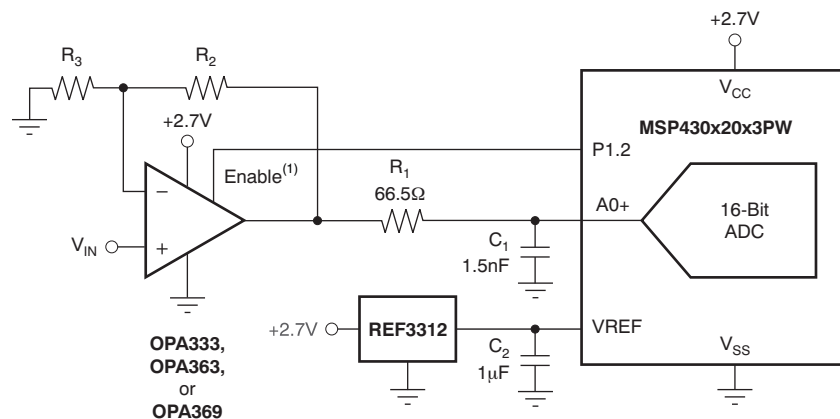 +2.7V
R3
R2
VCC
+2.7V
MSP430x20x3PW
Enable(1)
P1.2
R1
66.5Ω
−
A0+
16-Bit
ADC
VIN
+
C1
1.5nF
+2.7V
REF3312
VREF
OPA333,
OPA363,
or
OPA369
C2
1μF
VSS